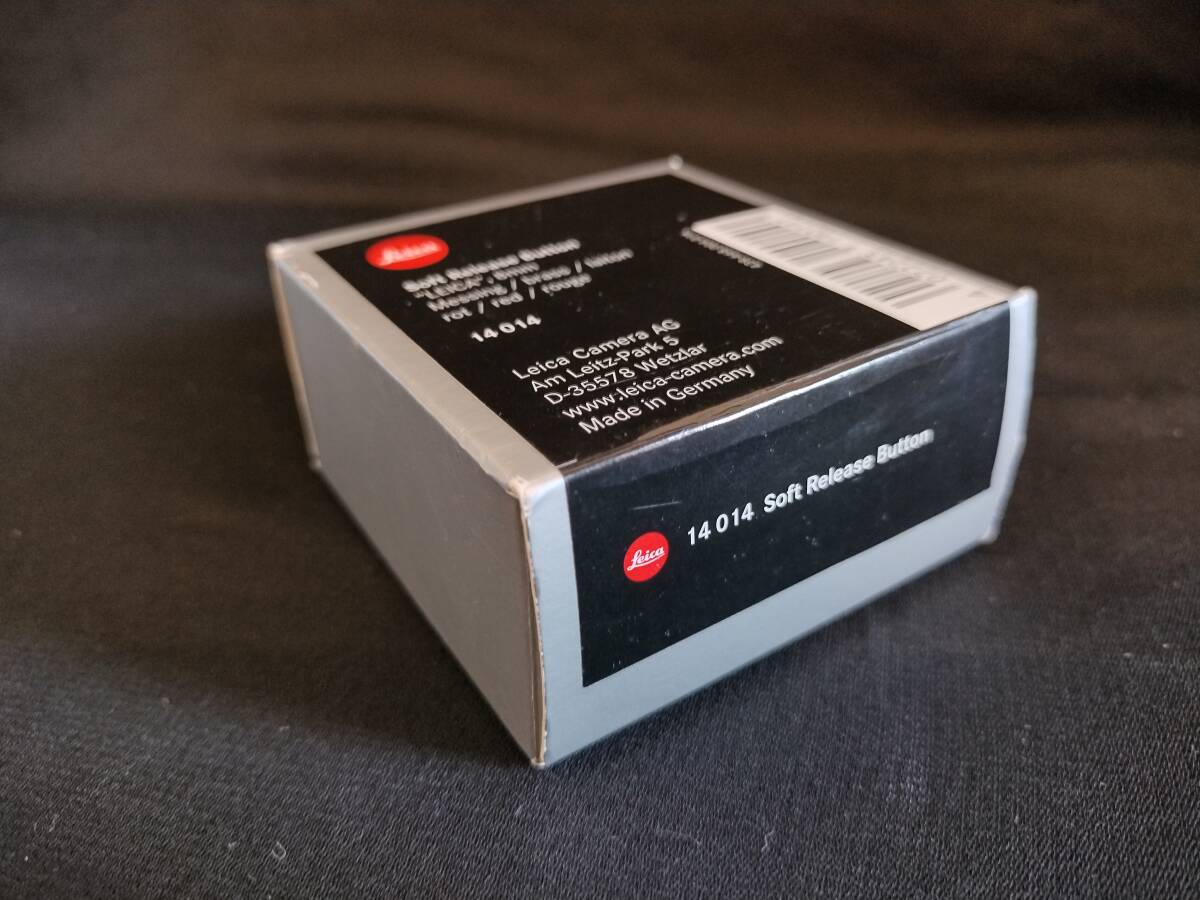 Leica
Soft Release Button
"LEICA", 8mm
Messing / brass / laiton
rot / red / rouge
14 014
Leica Camera AG
Am Leitz-Park 5
D-35578 Wetzlar
www.leica-camera.com
Made in Germany
Leica
14 014 Soft Release Button